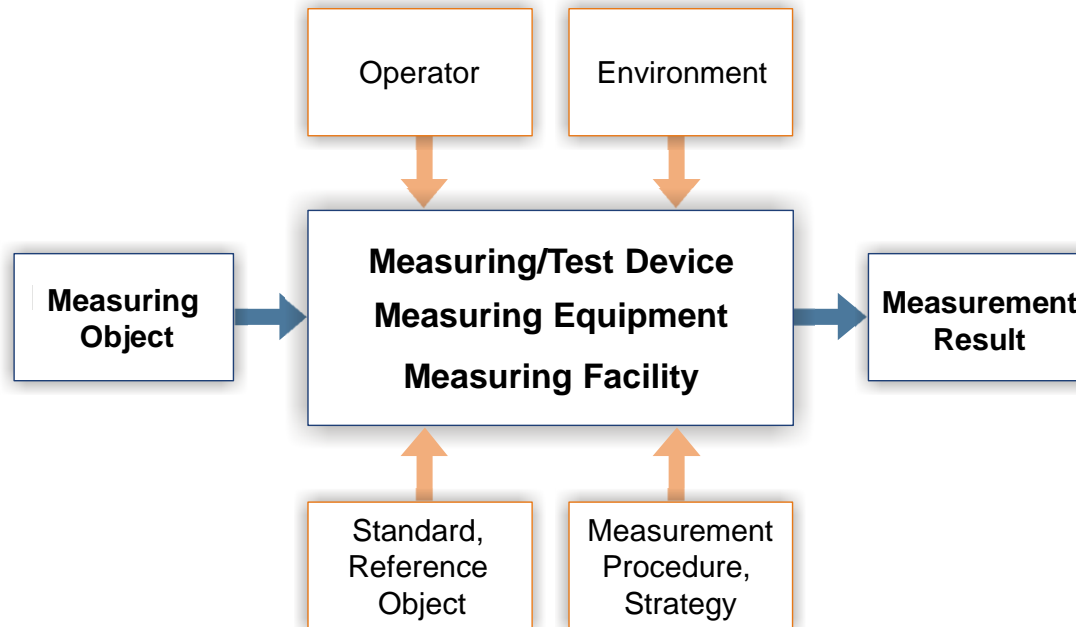 Operator
Environment
Measuring/Test Device
Measuring Equipment
Measuring Facility
Measuring
Object
Measurement
Result
Standard,
Reference
Object
Measurement
Procedure,
Strategy